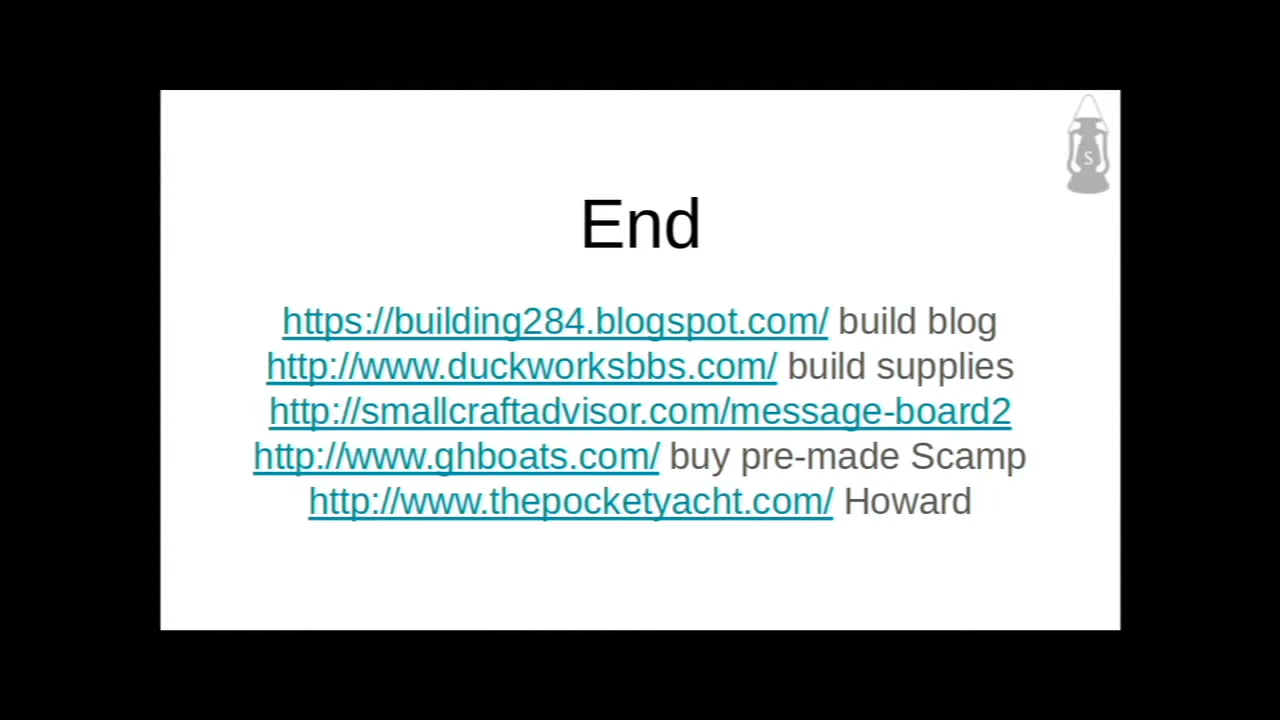 S
End
https://building284.blogspot.com/ build blog
http://www.duckworksbbs.com/ build supplies
http://smallcraftadvisor.com/message-board2
http://www.ghboats.com/ buy pre-made Scamp
http://www.thepocketyacht.com/ Howard